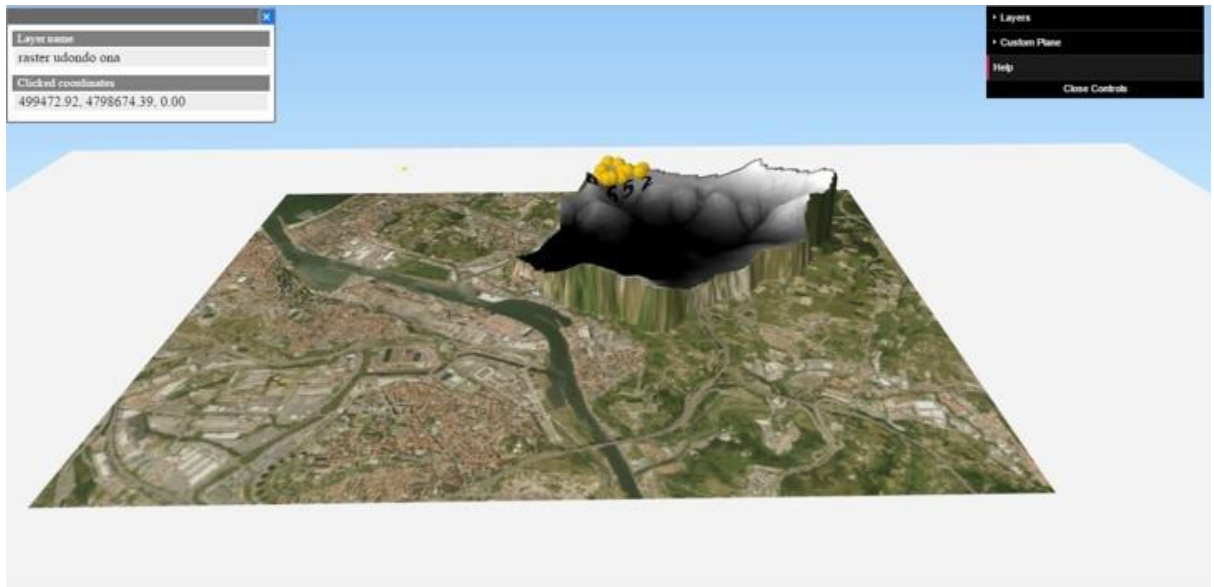 Layer name
raster udondo ona
Clicked coordinates
499472.92, 4798674.39, 0.00
Layers
Custom Plane
Help
Close Controls